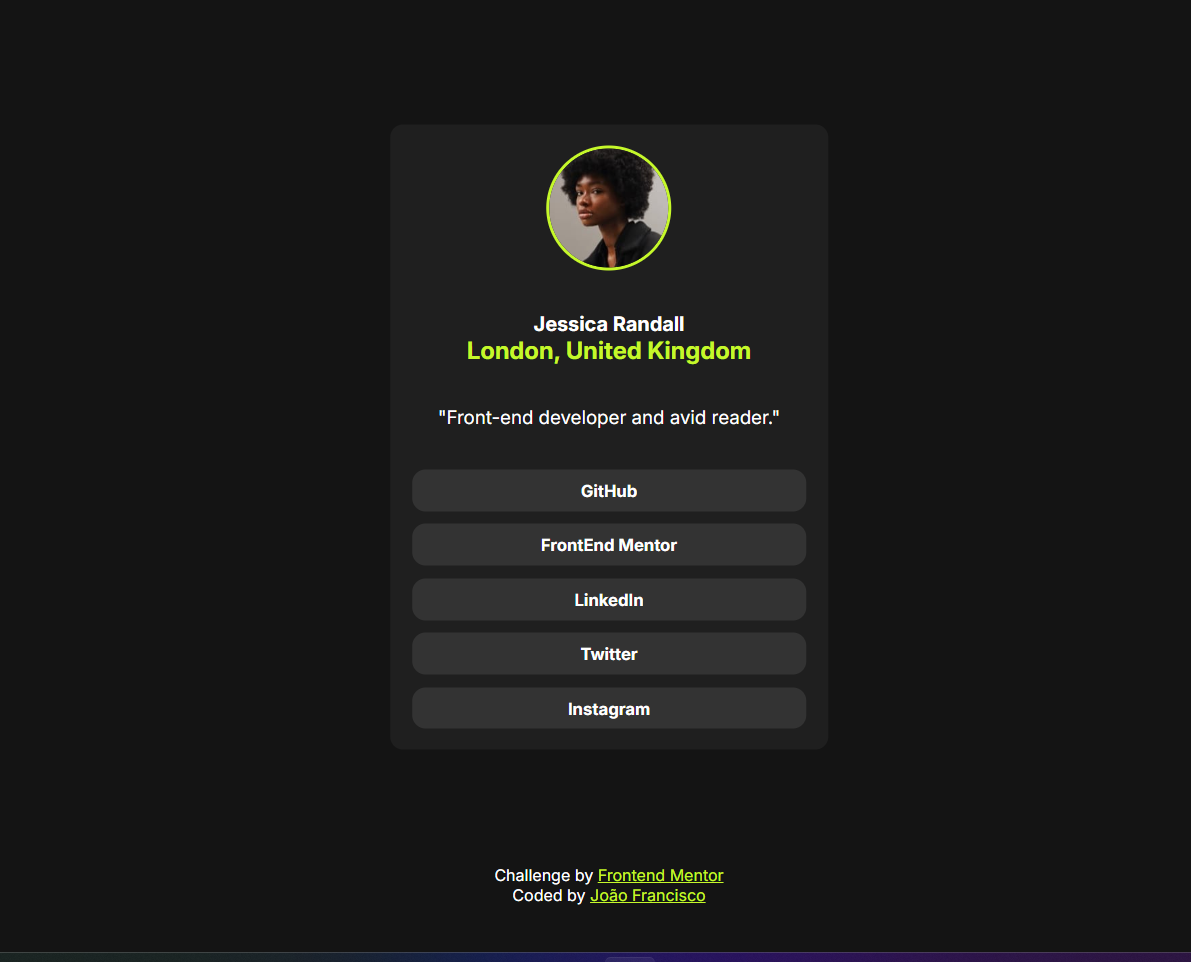 Jessica Randall
London, United Kingdom
"Front-end developer and avid reader."
GitHub
FrontEnd Mentor
LinkedIn
Twitter
Instagram
Challenge by Frontend Mentor
Coded by João Francisco